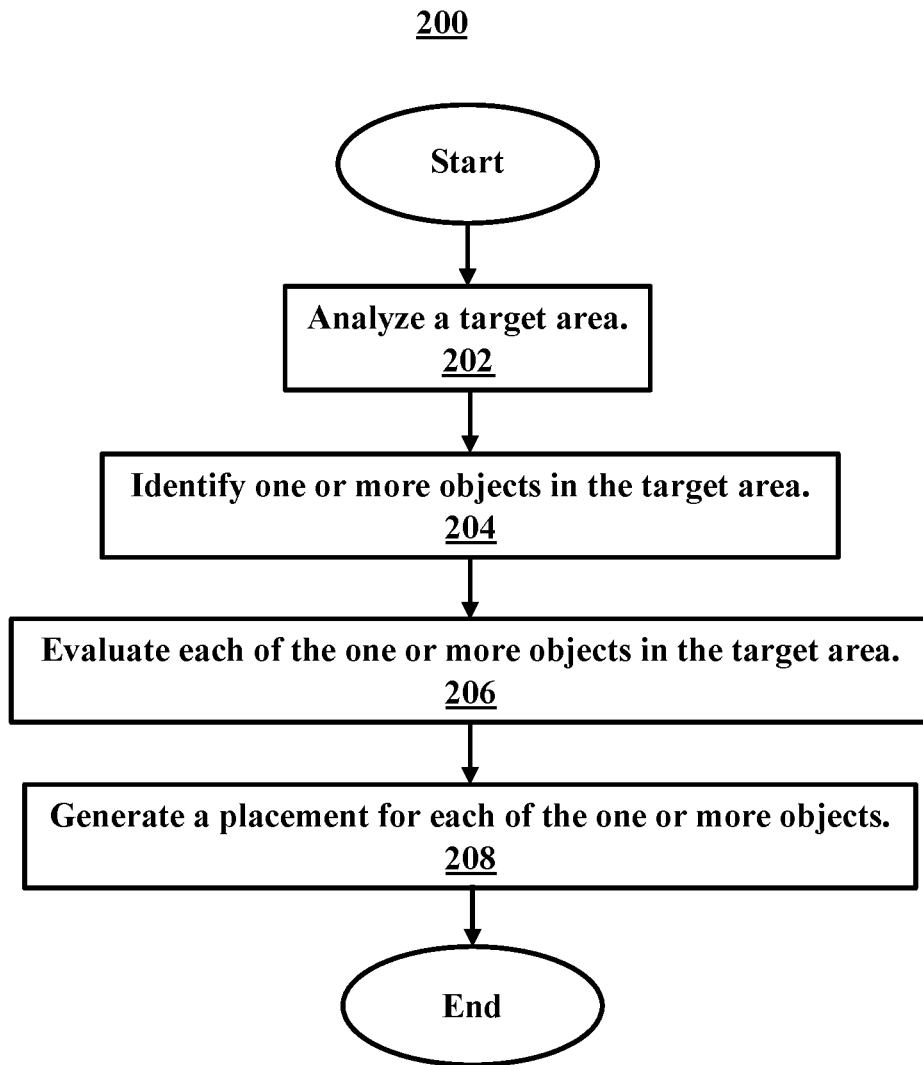 200
Start
Analyze a target area.
202
Identify one or more objects in the target area.
204
Evaluate each of the one or more objects in the target area.
206
Generate a placement for each of the one or more objects.
208
End